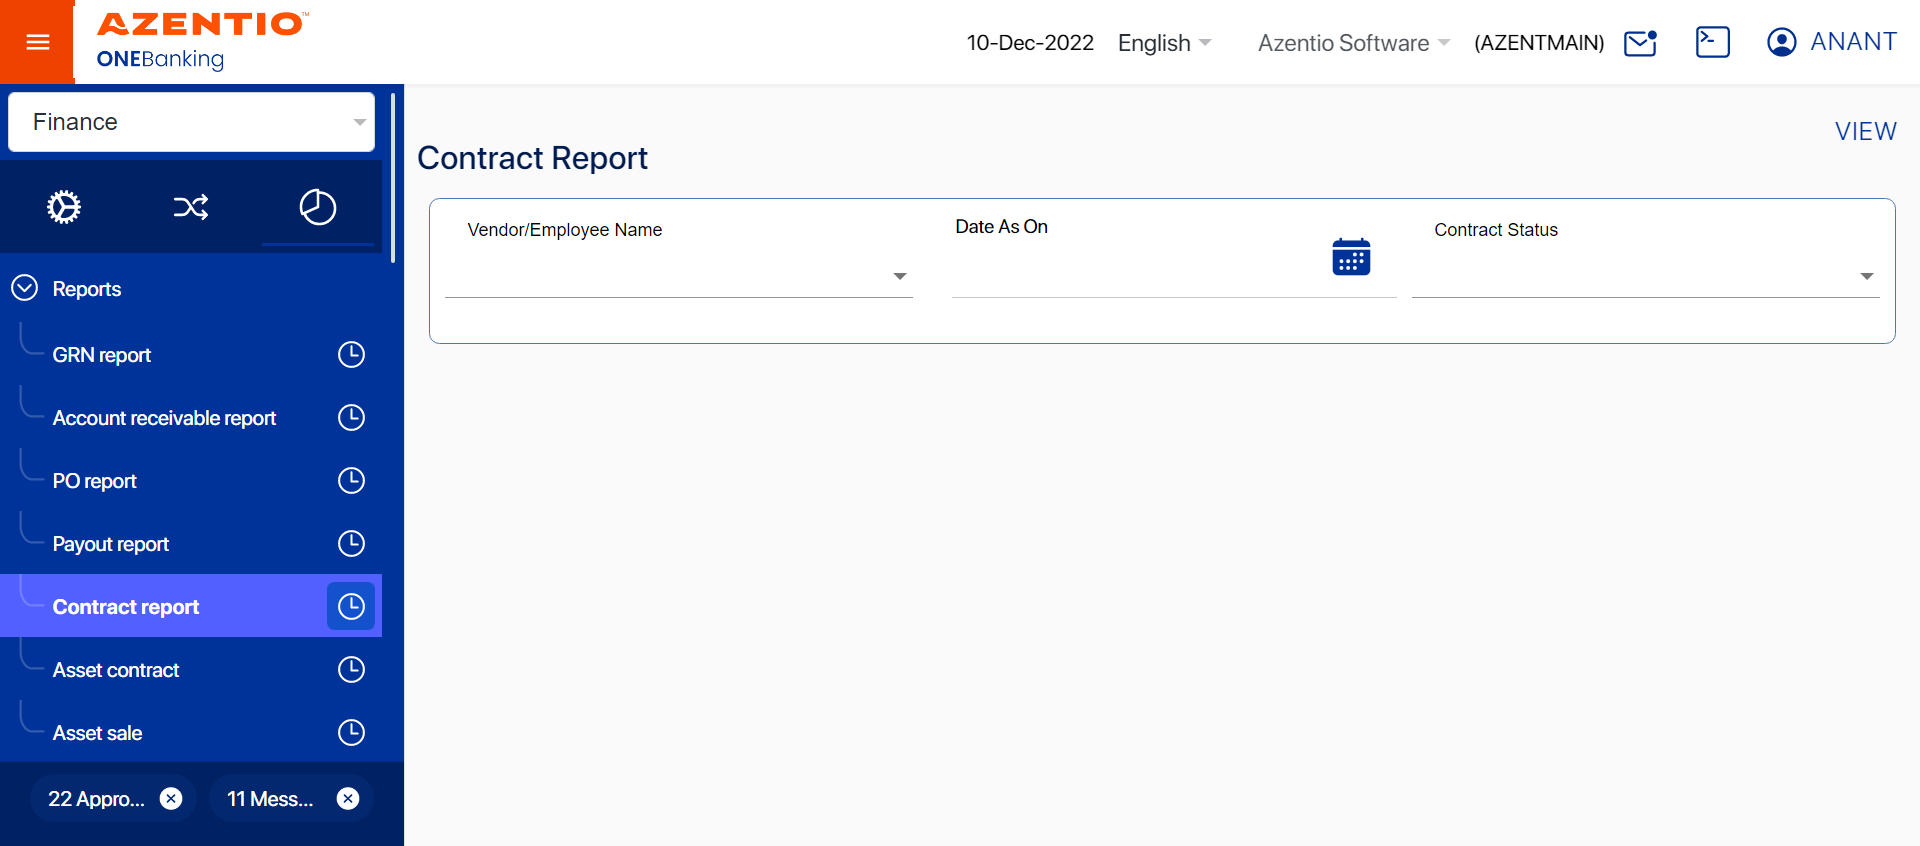 AZENTIO™
ONEBanking
10-Dec-2022 English Azentio Software (AZENTMAIN) ANANT
Finance
Reports
GRN report
Account receivable report
PO report
Payout report
Contract report
Asset contract
Asset sale
22 Appro...
11 Mess...
VIEW
Contract Report
Vendor/Employee Name
Date As On
Contract Status